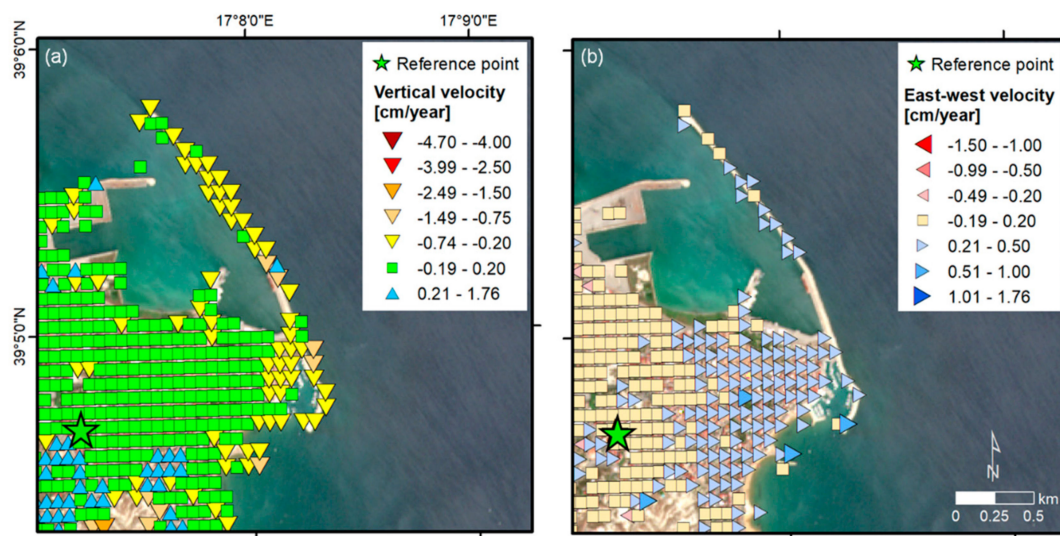 17°8'0"E 17°9'0"E
39°6'0"N
39°5'0"N
(a)
Reference point
Vertical velocity
[cm/year]
-4.70 - -4.00
-3.99 - -2.50
-2.49 - -1.50
-1.49 - -0.75
-0.74 - -0.20
-0.19 - 0.20
0.21 - 1.76
(b)
Reference point
East-west velocity
[cm/year]
-1.50 - -1.00
-0.99 - -0.50
-0.49 - -0.20
-0.19 - 0.20
0.21 - 0.50
0.51 - 1.00
1.01 - 1.76
N
km
0 0.25 0.5